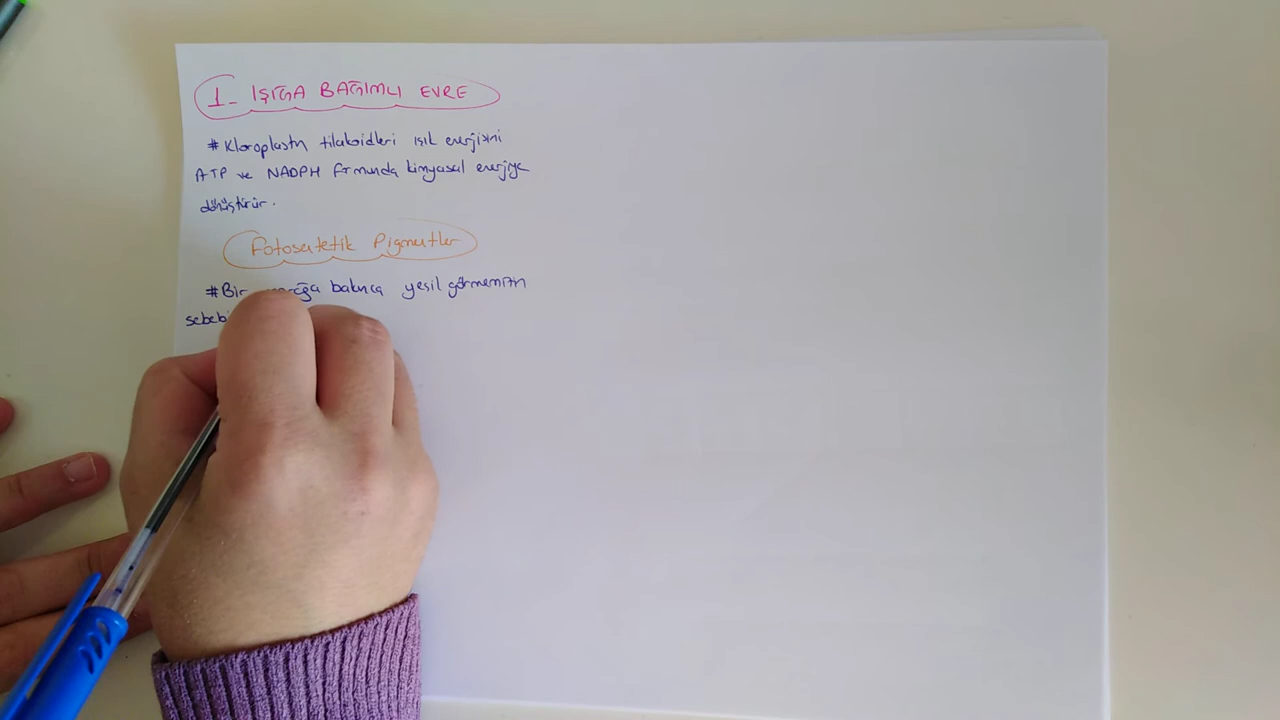 1- IŞIĞA BAĞIMLI EVRE
# Kloroplastın tilakoidleri ışık enerjisini
ATP ve NADPH formunda kimyasal enerjiye
dönüştürür.
Fotosentetik Pigmentler
# Bir bakınca yeşil görmemizin